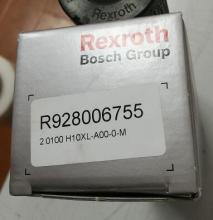 Rexroth
Bosch Group
R928006755
2.0100 H10XL-A00-0-M